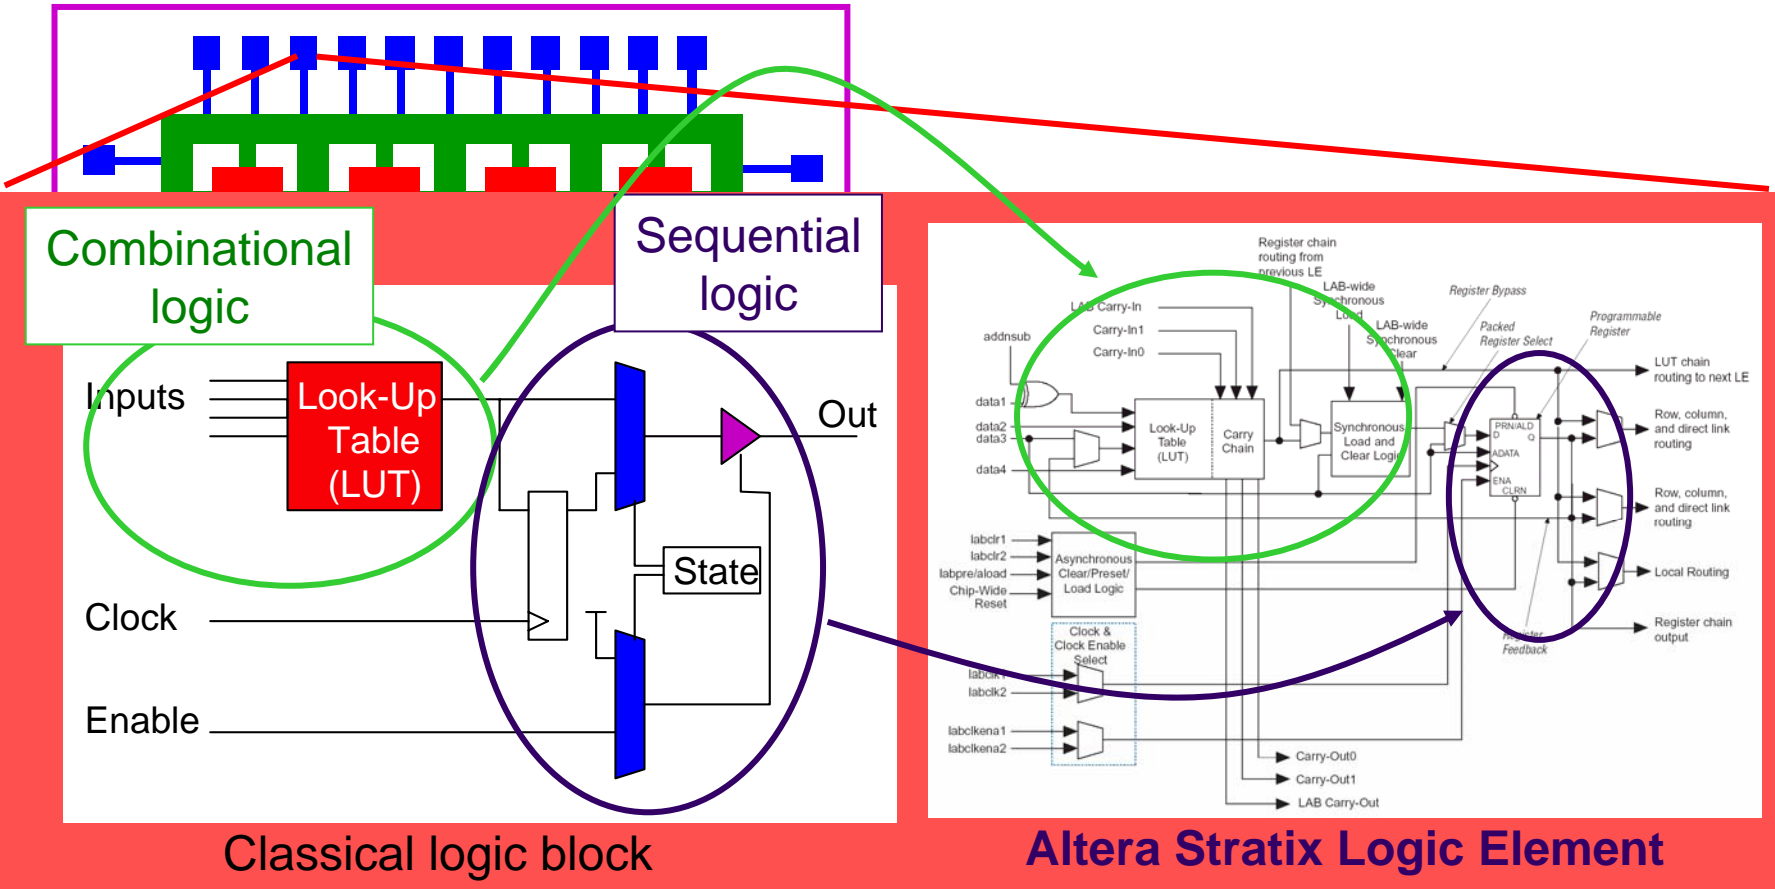 Combinational
logic
Sequential
logic
Inputs
Look-Up
Table
(LUT)
Out
State
Clock
Enable
Classical logic block
Register chain
routing from
previous LE
LAB-wide
Synchronous
Load
LAB-wide
Synchronous
Clear
Register Bypass
Packed
Register Select
Programmable
Register
LAB Carry-In
Carry-In1
Carry-In0
addnsub
data1
data2
data3
data4
Look-Up
Table
(LUT)
Carry
Chain
Synchronous
Load and
Clear Logic
PRN/ALD
D
Q
ADATA
ENA
CLRN
LUT chain
routing to next LE
Row, column,
and direct link
routing
Row, column,
and direct link
routing
Local Routing
Register chain
output
Register
Feedback
labclr1
labclr2
labpre/aload
Chip-Wide
Reset
Asynchronous
Clear/Preset/
Load Logic
Clock &
Clock Enable
Select
labclk1
labclk2
labclkena1
labclkena2
Carry-Out0
Carry-Out1
LAB Carry-Out
Altera Stratix Logic Element